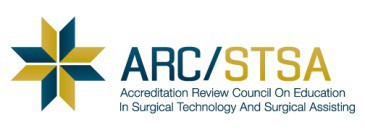 ARC/STSA
Accreditation Review Council On Education
In Surgical Technology And Surgical Assisting